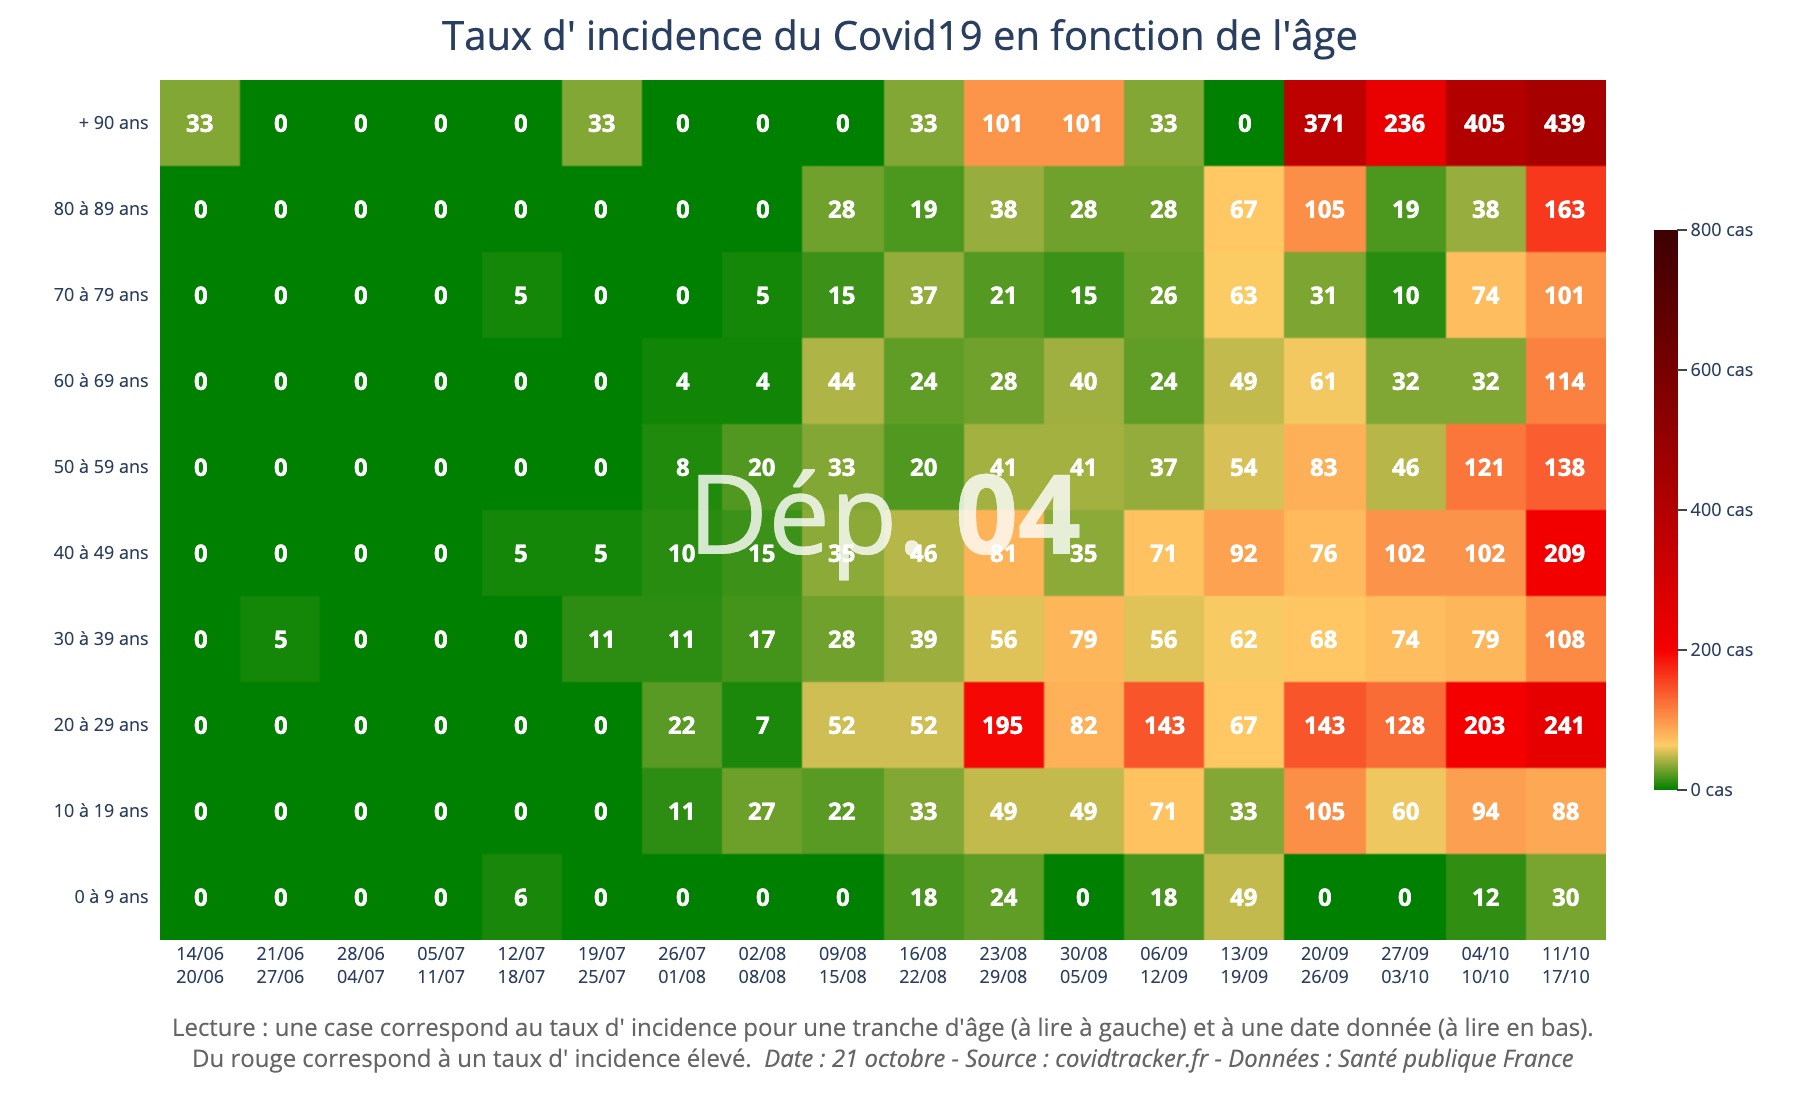 Taux d' incidence du Covid19 en fonction de l'âge
+ 90 ans 33 0 0 0 0 33 0 0 0 33 101 101 33 0 371 236 405 439
80 à 89 ans 0 0 0 0 0 0 0 0 28 19 38 28 28 67 105 19 38 163
70 à 79 ans 0 0 0 0 5 0 0 5 15 37 21 15 26 63 31 10 74 101
60 à 69 ans 0 0 0 0 0 0 4 4 44 24 28 40 24 49 61 32 32 114
50 à 59 ans 0 0 0 0 0 0 8 20 33 20 41 41 37 54 83 46 121 138
Dép. 04
40 à 49 ans 0 0 0 0 5 5 10 15 35 46 81 35 71 92 76 102 102 209
30 à 39 ans 0 5 0 0 0 11 11 17 28 39 56 79 56 62 68 74 79 108
20 à 29 ans 0 0 0 0 0 0 22 7 52 52 195 82 143 67 143 128 203 241
10 à 19 ans 0 0 0 0 0 0 11 27 22 33 49 49 71 33 105 60 94 88
0 à 9 ans 0 0 0 0 6 0 0 0 0 18 24 0 18 49 0 0 12 30
14/06 21/06 28/06 05/07 12/07 19/07 26/07 02/08 09/08 16/08 23/08 30/08 06/09 13/09 20/09 27/09 04/10 11/10
20/06 27/06 04/07 11/07 18/07 25/07 01/08 08/08 15/08 22/08 29/08 05/09 12/09 19/09 26/09 03/10 10/10 17/10
800 cas
600 cas
400 cas
200 cas
0 cas
Lecture : une case correspond au taux d' incidence pour une tranche d'âge (à lire à gauche) et à une date donnée (à lire en bas).
Du rouge correspond à un taux d' incidence élevé. Date : 21 octobre - Source : covidtracker.fr - Données : Santé publique France